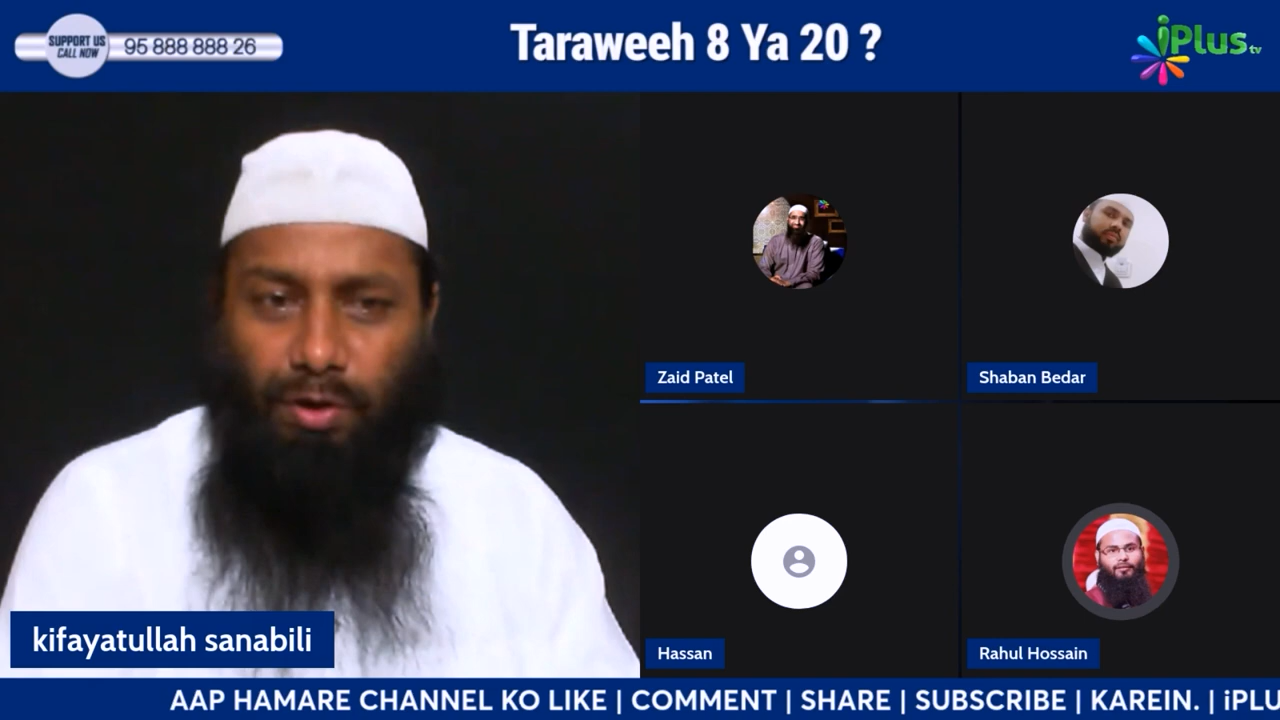 SUPPORT US
CALL NOW
95 888 888 26
Taraweeh 8 Ya 20 ?
iPlus tv
Zaid Patel
Shaban Bedar
kifayatullah sanabili
Hassan
Rahul Hossain
AAP HAMARE CHANNEL KO LIKE | COMMENT | SHARE | SUBSCRIBE | KAREIN. | iPLU